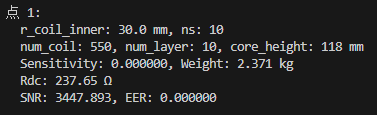 点 1:
  r_coil_inner: 30.0 mm, ns: 10
  num_coil: 550, num_layer: 10, core_height: 118 mm
  Sensitivity: 0.000000, Weight: 2.371 kg
  Rdc: 237.65 Ω
  SNR: 3447.893, EER: 0.000000